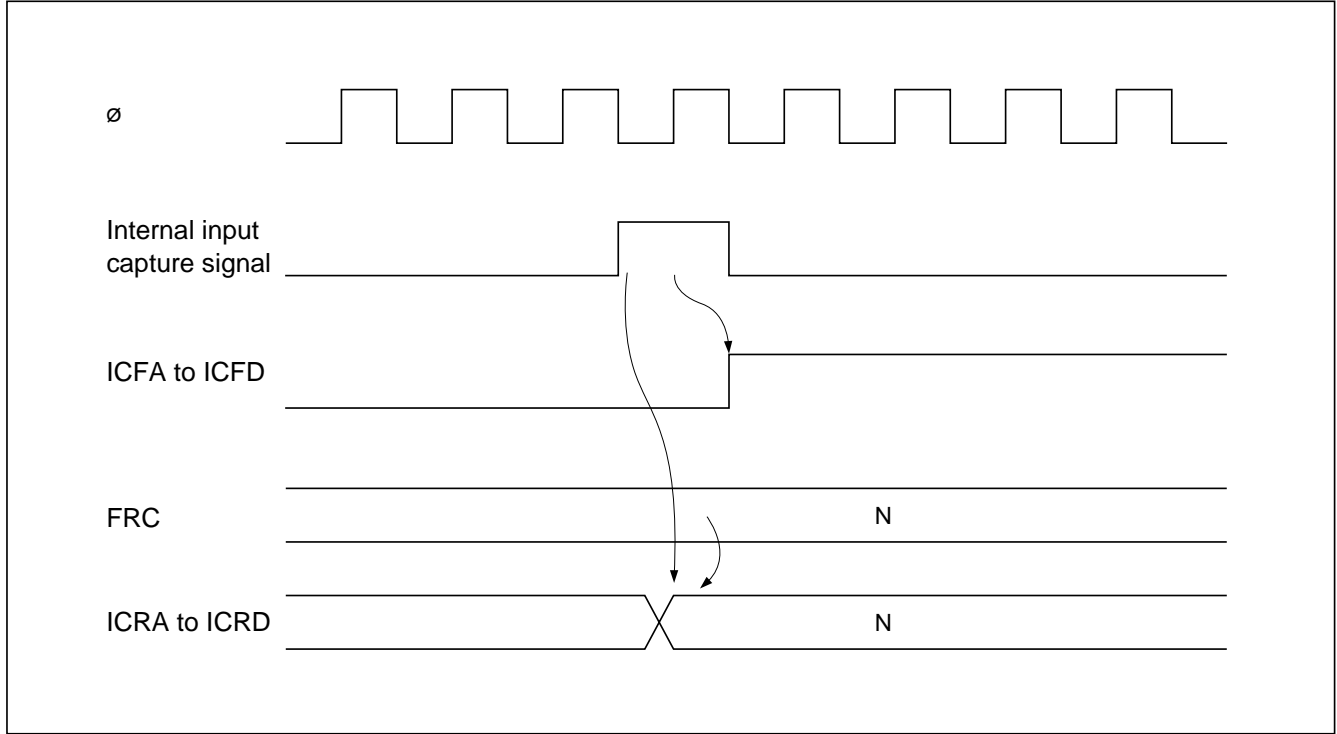 ø
Internal input
capture signal
ICFA to ICFD
FRC
N
ICRA to ICRD
N